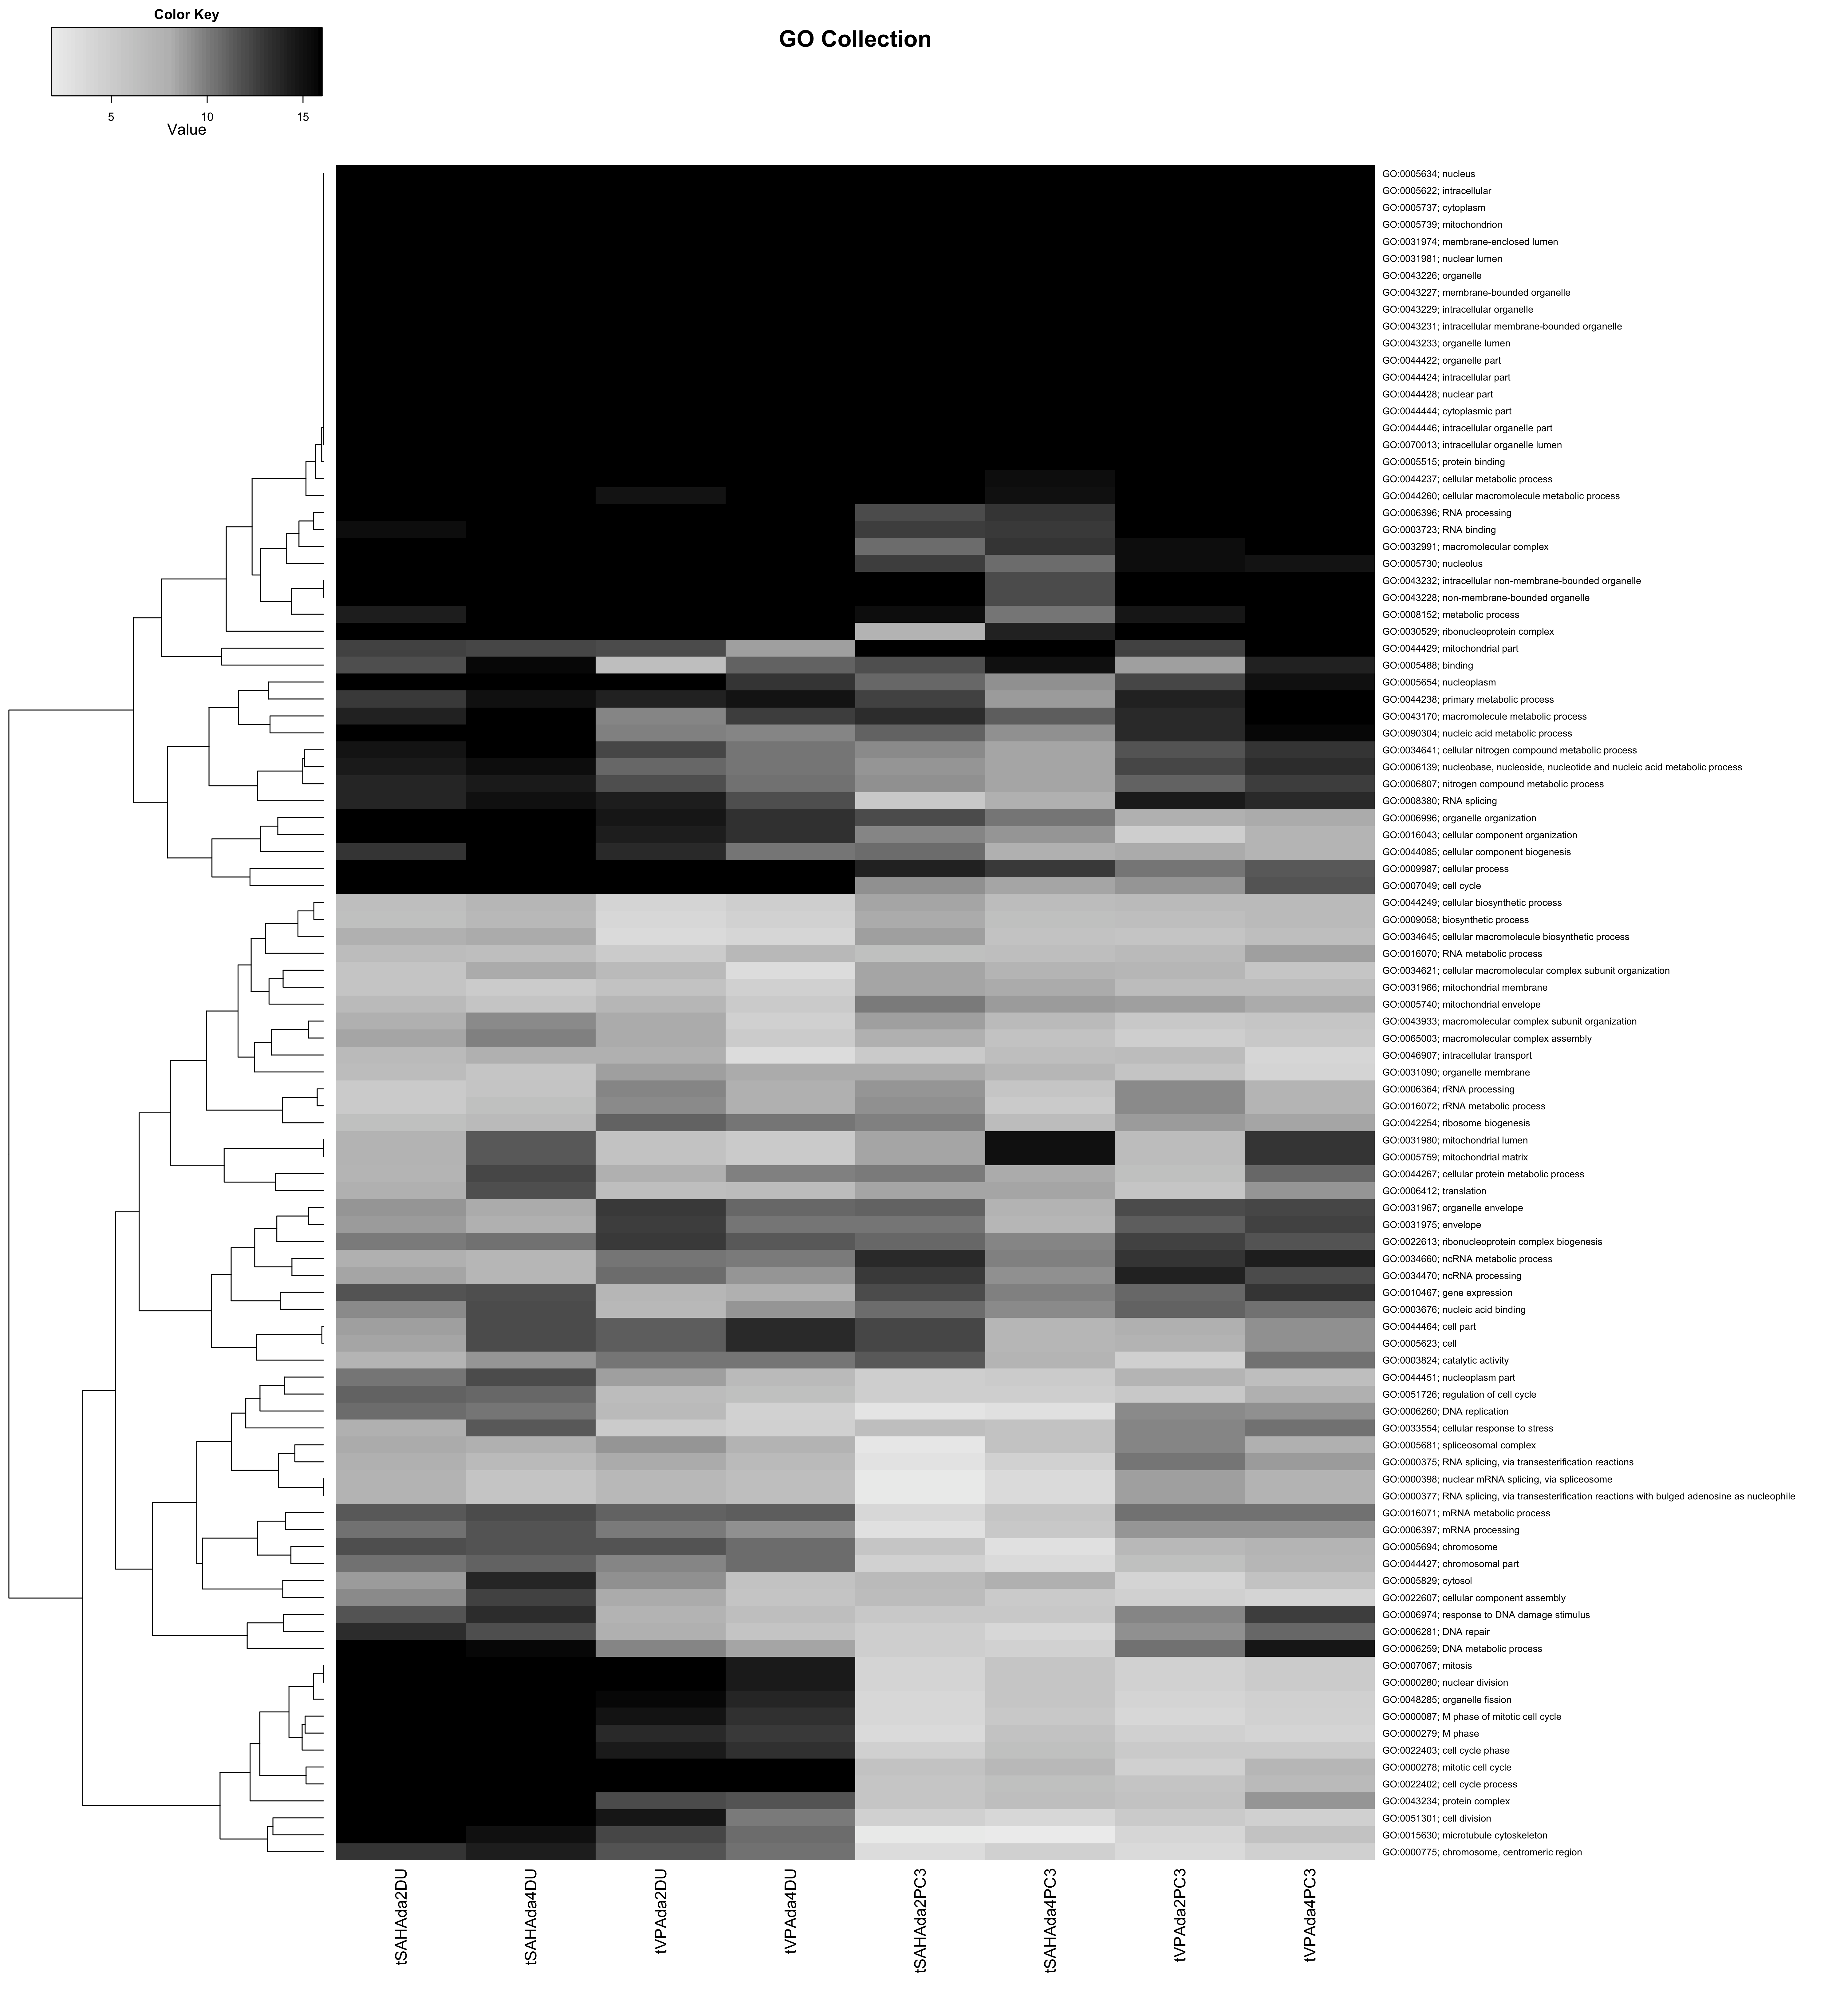 Color Key
GO Collection
5 10 15
Value
GO:0005634; nucleus
GO:0005622; intracellular
GO:0005737; cytoplasm
GO:0005739; mitochondrion
GO:0031974; membrane-enclosed lumen
GO:0031981; nuclear lumen
GO:0043226; organelle
GO:0043227; membrane-bounded organelle
GO:0043229; intracellular organelle
GO:0043231; intracellular membrane-bounded organelle
GO:0043233; organelle lumen
GO:0044422; organelle part
GO:0044424; intracellular part
GO:0044428; nuclear part
GO:0044444; cytoplasmic part
GO:0044446; intracellular organelle part
GO:0070013; intracellular organelle lumen
GO:0005515; protein binding
GO:0044237; cellular metabolic process
GO:0044260; cellular macromolecule metabolic process
GO:0006396; RNA processing
GO:0003723; RNA binding
GO:0032991; macromolecular complex
GO:0005730; nucleolus
GO:0043232; intracellular non-membrane-bounded organelle
GO:0043228; non-membrane-bounded organelle
GO:0008152; metabolic process
GO:0030529; ribonucleoprotein complex
GO:0044429; mitochondrial part
GO:0005488; binding
GO:0005654; nucleoplasm
GO:0044238; primary metabolic process
GO:0043170; macromolecule metabolic process
GO:0090304; nucleic acid metabolic process
GO:0034641; cellular nitrogen compound metabolic process
GO:0006139; nucleobase, nucleoside, nucleotide and nucleic acid metabolic process
GO:0006807; nitrogen compound metabolic process
GO:0008380; RNA splicing
GO:0006996; organelle organization
GO:0016043; cellular component organization
GO:0044085; cellular component biogenesis
GO:0009987; cellular process
GO:0007049; cell cycle
GO:0044249; cellular biosynthetic process
GO:0009058; biosynthetic process
GO:0034645; cellular macromolecule biosynthetic process
GO:0016070; RNA metabolic process
GO:0034621; cellular macromolecular complex subunit organization
GO:0031966; mitochondrial membrane
GO:0005740; mitochondrial envelope
GO:0043933; macromolecular complex subunit organization
GO:0065003; macromolecular complex assembly
GO:0046907; intracellular transport
GO:0031090; organelle membrane
GO:0006364; rRNA processing
GO:0016072; rRNA metabolic process
GO:0042254; ribosome biogenesis
GO:0031980; mitochondrial lumen
GO:0005759; mitochondrial matrix
GO:0044267; cellular protein metabolic process
GO:0006412; translation
GO:0031967; organelle envelope
GO:0031975; envelope
GO:0022613; ribonucleoprotein complex biogenesis
GO:0034660; ncRNA metabolic process
GO:0034470; ncRNA processing
GO:0010467; gene expression
GO:0003676; nucleic acid binding
GO:0044464; cell part
GO:0005623; cell
GO:0003824; catalytic activity
GO:0044451; nucleoplasm part
GO:0051726; regulation of cell cycle
GO:0006260; DNA replication
GO:0033554; cellular response to stress
GO:0005681; spliceosomal complex
GO:0000375; RNA splicing, via transesterification reactions
GO:0000398; nuclear mRNA splicing, via spliceosome
GO:0000377; RNA splicing, via transesterification reactions with bulged adenosine as nucleophile
GO:0016071; mRNA metabolic process
GO:0006397; mRNA processing
GO:0005694; chromosome
GO:0044427; chromosomal part
GO:0005829; cytosol
GO:0022607; cellular component assembly
GO:0006974; response to DNA damage stimulus
GO:0006281; DNA repair
GO:0006259; DNA metabolic process
GO:0007067; mitosis
GO:0000280; nuclear division
GO:0048285; organelle fission
GO:0000087; M phase of mitotic cell cycle
GO:0000279; M phase
GO:0022403; cell cycle phase
GO:0000278; mitotic cell cycle
GO:0022402; cell cycle process
GO:0043234; protein complex
GO:0051301; cell division
GO:0015630; microtubule cytoskeleton
GO:0000775; chromosome, centromeric region
tSAHAda2DU
tSAHAda4DU
tVPAda2DU
tVPAda4DU
tSAHAda2PC3
tSAHAda4PC3
tVPAda2PC3
tVPAda4PC3